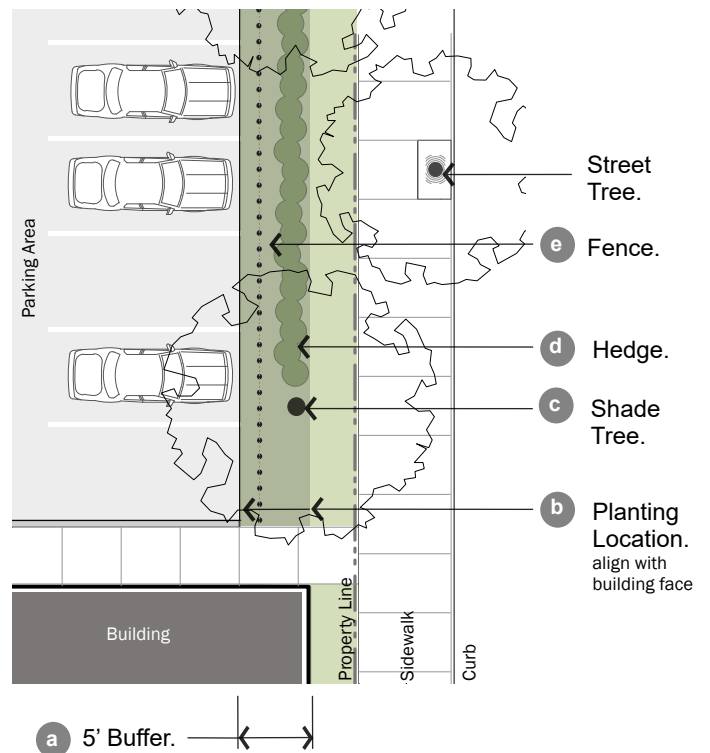 Parking Area
Street
Tree.
e Fence.
d Hedge.
c Shade
Tree.
b Planting
Location.
align with
building face
Building
Property Line
Sidewalk
Curb
a 5’ Buffer.